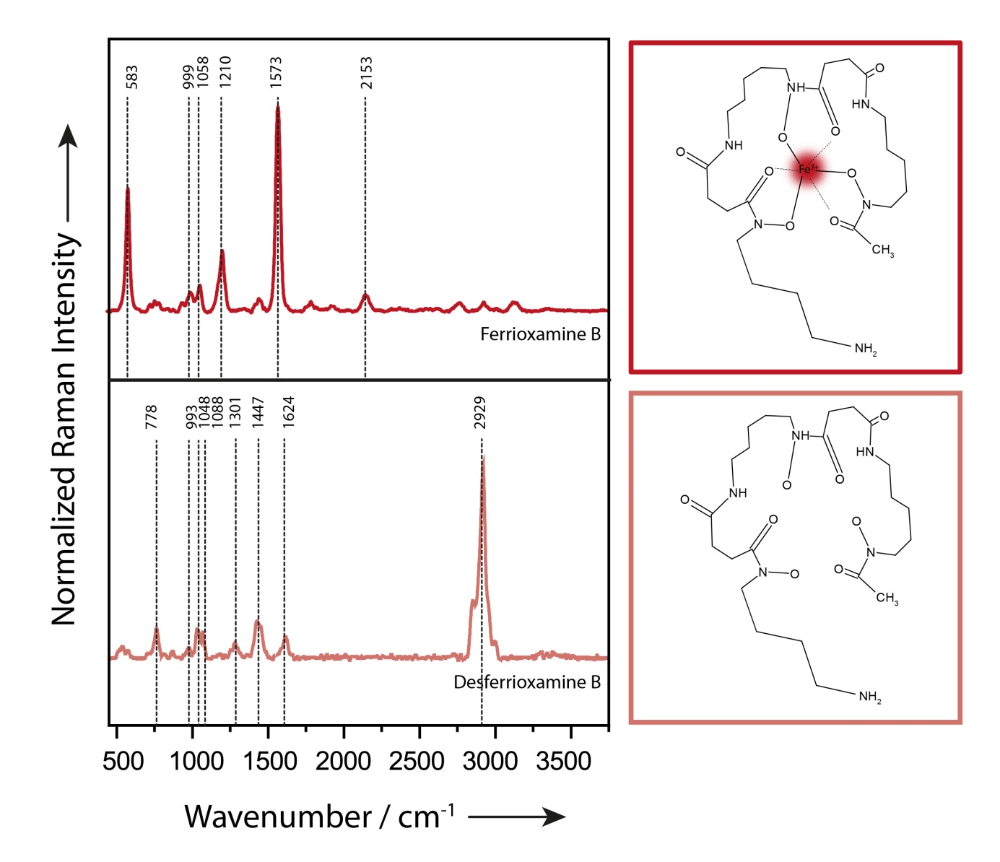 Normalized Raman Intensity
583
999
1058
1210
1573
2153
Ferrioxamine B
778
993
1048
1088
1301
1447
1624
2929
Desferrioxamine B
500 1000 1500 2000 2500 3000 3500
Wavenumber / cm-1
O
NH
HN
O
O
NH
O
O
Fe3+
O
N
O
N
O
CH3
NH2
O
NH
HN
O
O
NH
O
O
O
N
N
O
O
CH3
NH2